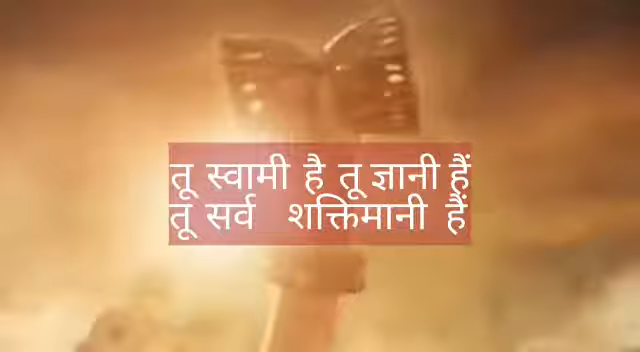 तू स्वामी है तू ज्ञानी हैं
तू सर्व शक्तिमानी हैं